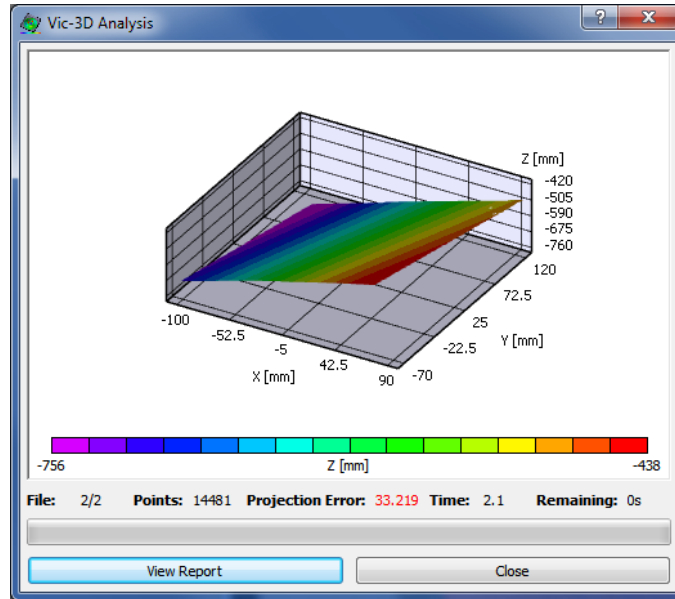 Vic-3D Analysis
Z [mm]
-420
-505
-590
-675
-760
120
72.5
25
-22.5
-70
Y [mm]
-100
-52.5
-5
42.5
90
X [mm]
-756 Z [mm] -438
File: 2/2 Points: 14481 Projection Error: 33.219 Time: 2.1 Remaining: 0s
View Report Close